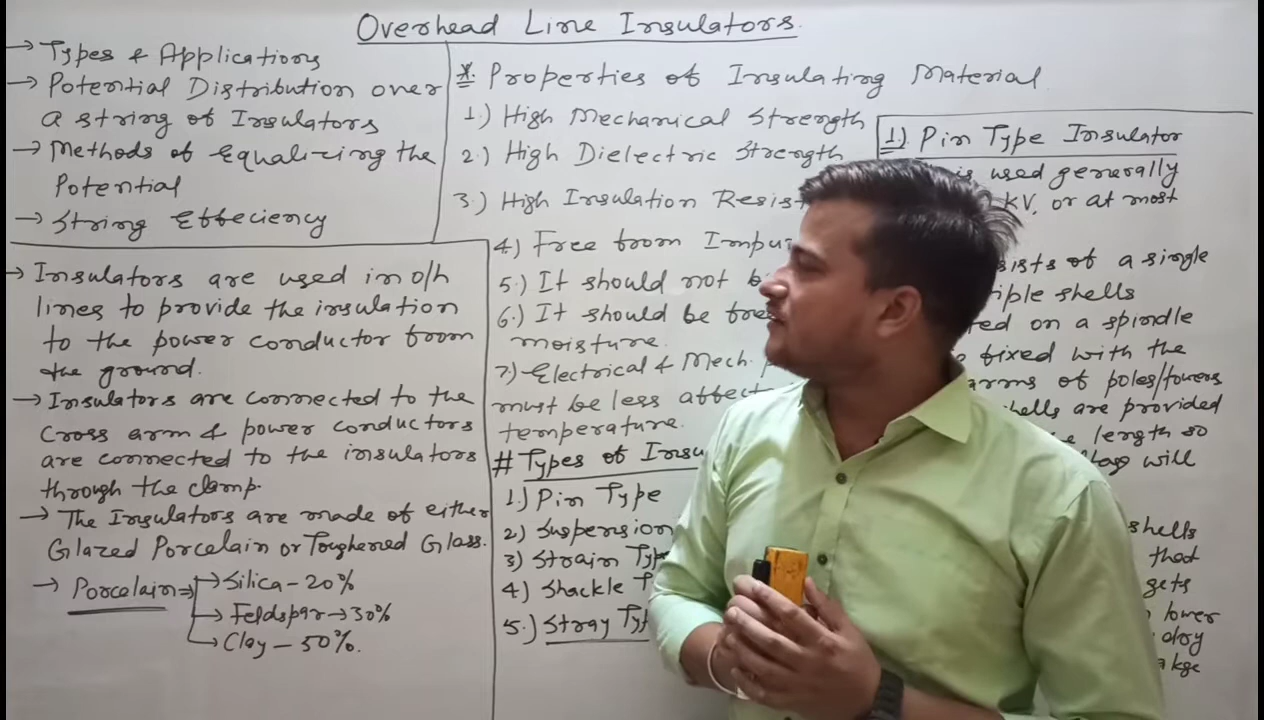 Overhead Line Insulators.
→ Types & Applications
→ Potential Distribution over
a string of Insulators
→ Methods of Equalizing the
Potential
→ String Effeciency
→ Insulators are used in o/h
lines to provide the insulation
to the power conductor from
the ground.
→ Insulators are connected to the
cross arm & power conductors
are connected to the insulators
through the clamp.
→ The Insulators are made of either
Glazed Porcelain or Toughened Glass.
→ Porcelain ⇒ → Silica - 20%
→ Feldspar → 30%
→ Clay - 50%.
* Properties of Insulating Material
1.) High Mechanical Strength
2.) High Dielectric Strength
3.) High Insulation Resist
4.) Free from Impu
5.) It should not b
6.) It should be free
moisture.
7.) Electrical & Mech. P
must be less affect
temperature.
# Types of Insu
1.) Pin Type
2) Suspension
3) Strain Typ
4) Shackle T
5.) Stray Typ
1). Pin Type Insulator
is used generally
KV, or at most
sists of a single
iple shells
ed on a spindle
fixed with the
arms of poles/towers
hells are provided
length so
will
shells
that
gets
lower
dry
akge